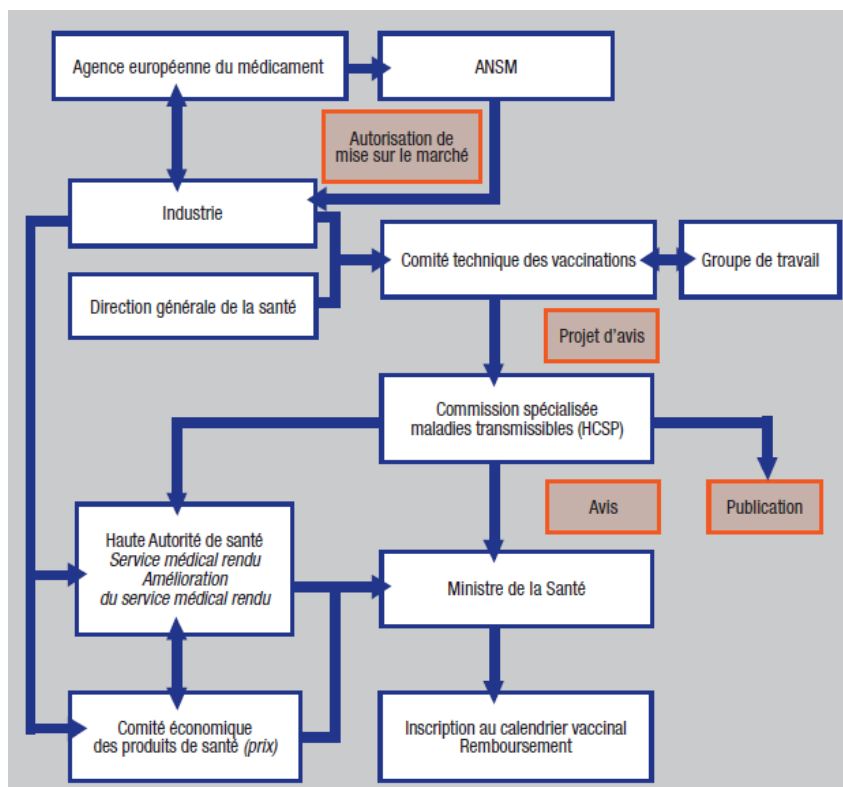 Agence européenne du médicament
ANSM
Autorisation de
mise sur le marché
Industrie
Comité technique des vaccinations
Groupe de travail
Direction générale de la santé
Projet d’avis
Commission spécialisée
maladies transmissibles (HCSP)
Avis
Publication
Haute Autorité de santé
Service médical rendu
Amélioration
du service médical rendu
Ministre de la Santé
Comité économique
des produits de santé (prix)
Inscription au calendrier vaccinal
Remboursement